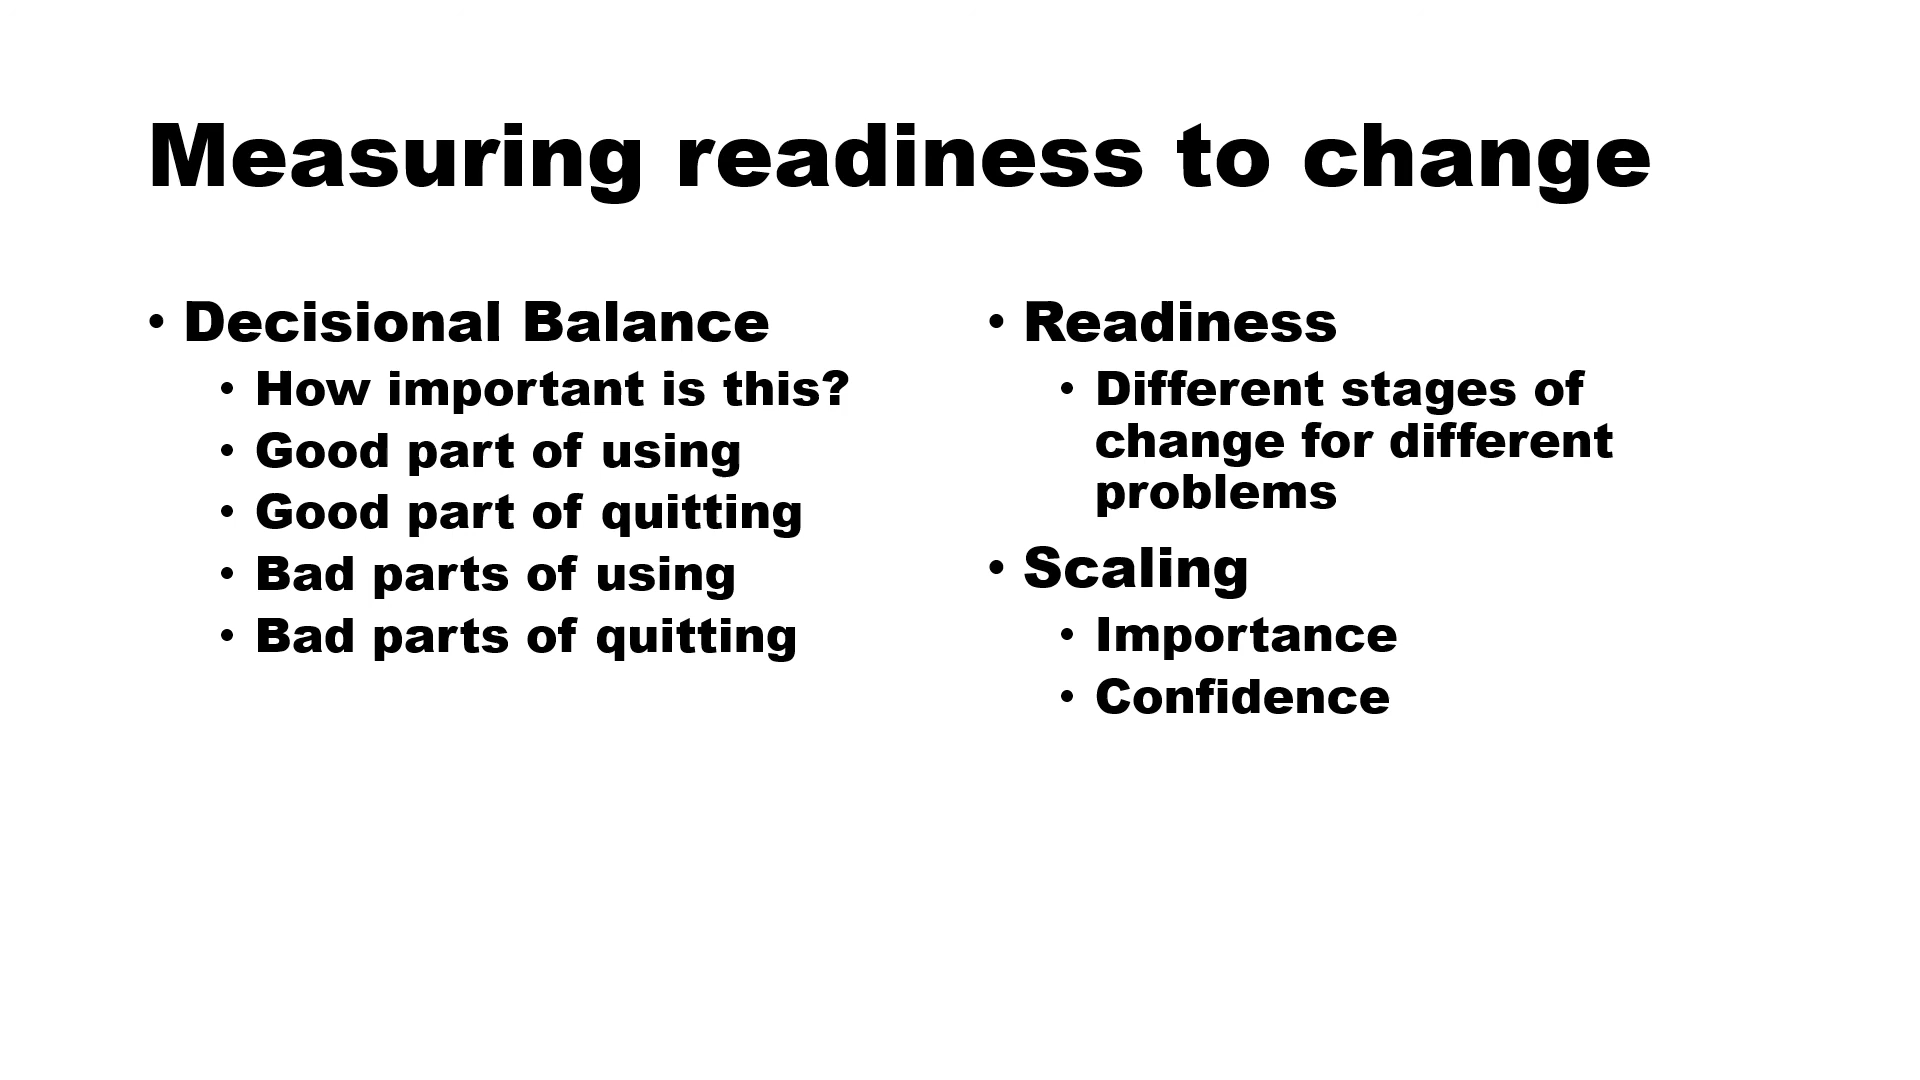 Measuring readiness to change
• Decisional Balance
• How important is this?
• Good part of using
• Good part of quitting
• Bad parts of using
• Bad parts of quitting
• Readiness
• Different stages of
change for different
problems
• Scaling
• Importance
• Confidence